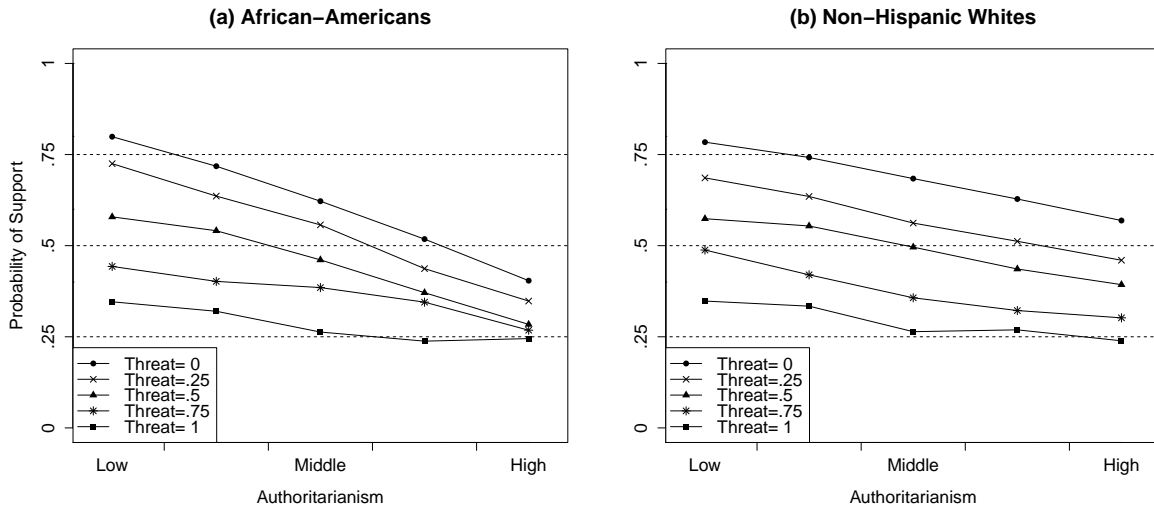 (a) African−Americans
Probability of Support
1
.75
.5
.25
0
Threat= 0
Threat=.25
Threat=.5
Threat=.75
Threat= 1
Low Middle High
Authoritarianism
(b) Non−Hispanic Whites
1
.75
.5
.25
0
Threat= 0
Threat=.25
Threat=.5
Threat=.75
Threat= 1
Low Middle High
Authoritarianism